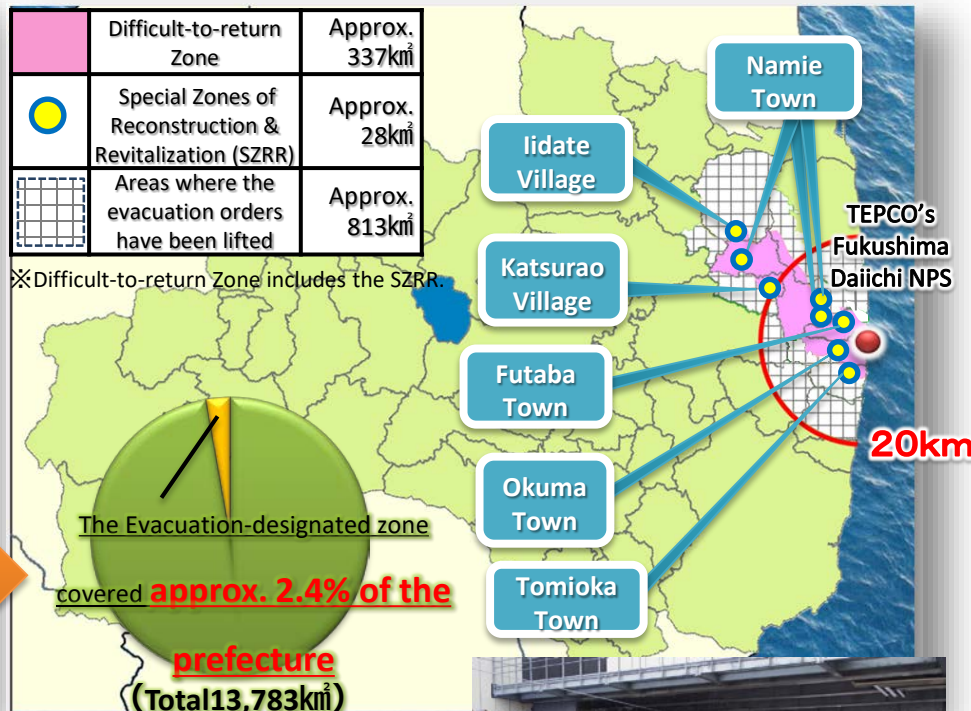 Difficult-to-return
Zone
Approx.
337k㎡
Special Zones of
Reconstruction &
Revitalization (SZRR)
Approx.
28k㎡
Areas where the
evacuation orders
have been lifted
Approx.
813k㎡
※Difficult-to-return Zone includes the SZRR.
Namie
Town
Iidate
Village
TEPCO's
Fukushima
Daiichi NPS
Katsurao
Village
Futaba
Town
20km
Okuma
Town
The Evacuation-designated zone
covered approx. 2.4% of the
prefecture
(Total13,783k㎡)
Tomioka
Town